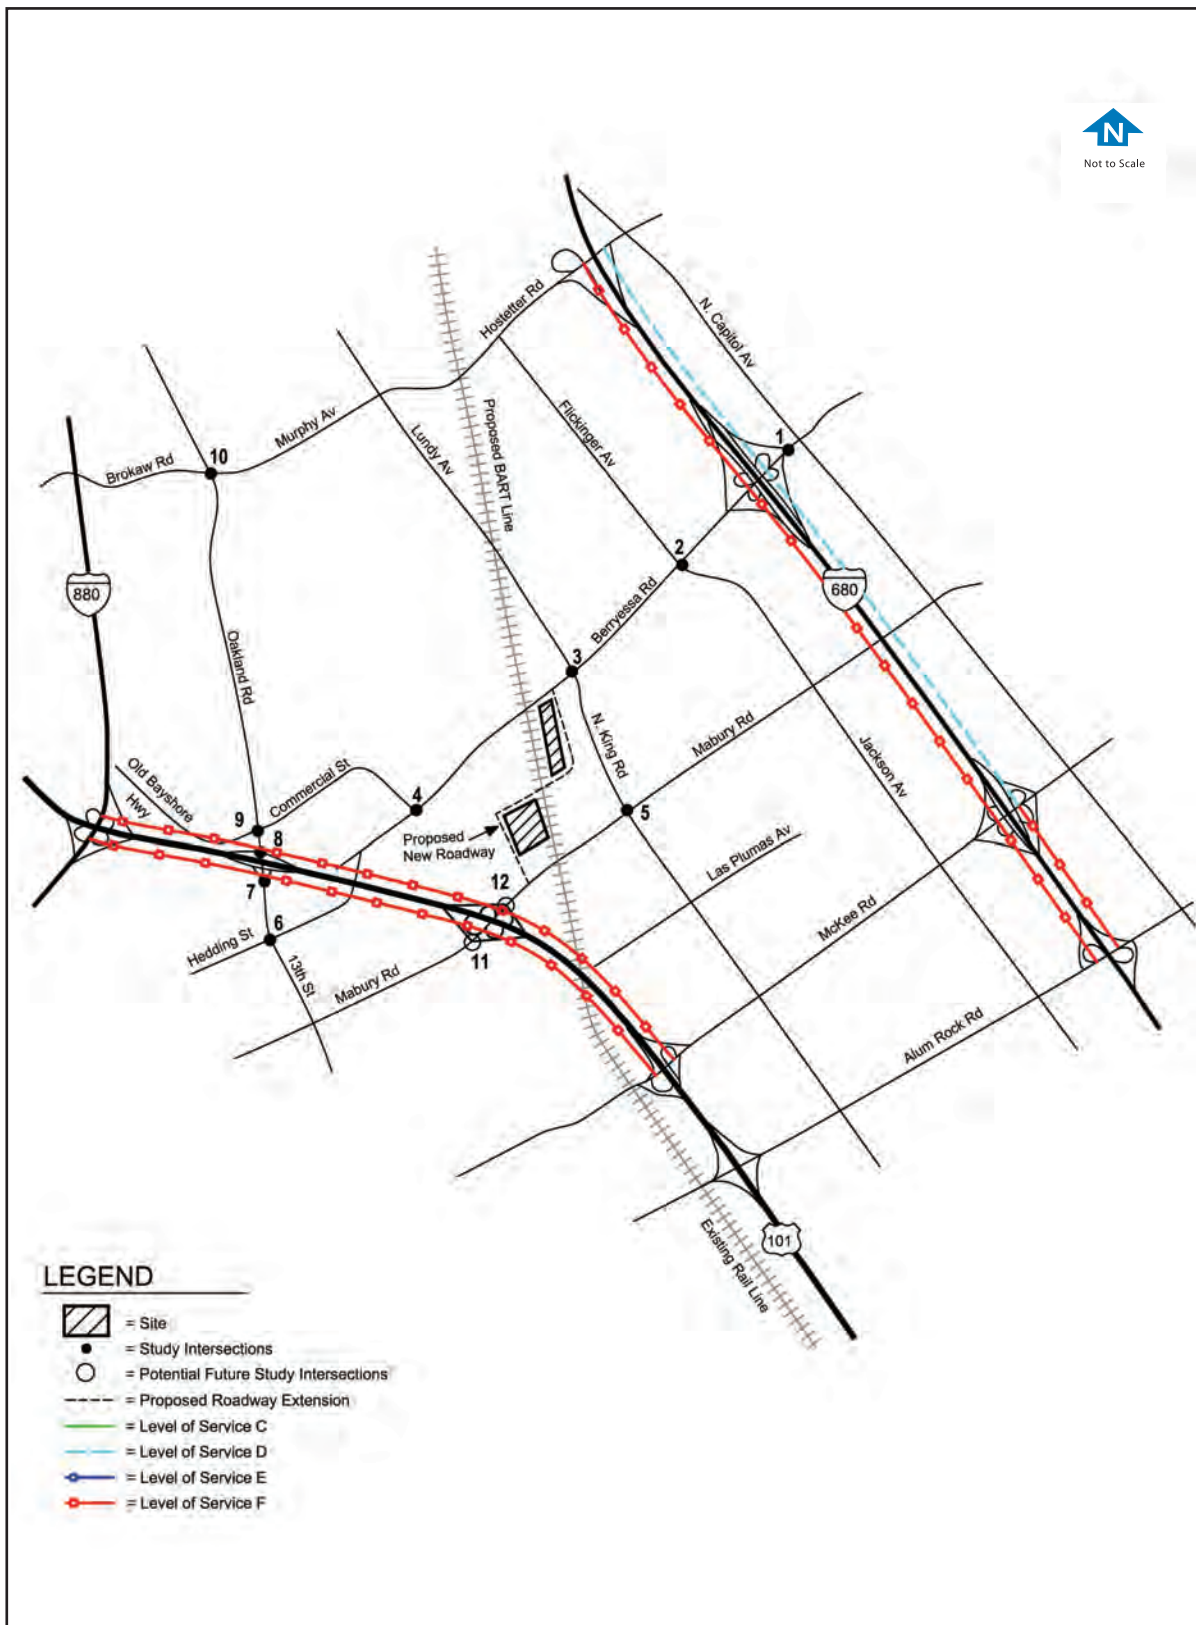 N
Not to Scale
Hostetter Rd
N. Capitol Av
Flickinger Av
Proposed BART Line
Murphy Av
Lundy Av
1
10
Brokaw Rd
2
880
680
Berryessa Rd
Oakland Rd
3
N. King Rd
Mabury Rd
Jackson Av
Old Bayshore
Hwy
Commercial St
4
5
9
8
Proposed
New Roadway
Las Plumas Av
7
12
McKee Rd
6
Hedding St
11
13th St
Mabury Rd
Alum Rock Rd
Existing Rail Line
101
LEGEND
= Site
= Study Intersections
= Potential Future Study Intersections
= Proposed Roadway Extension
= Level of Service C
= Level of Service D
= Level of Service E
= Level of Service F